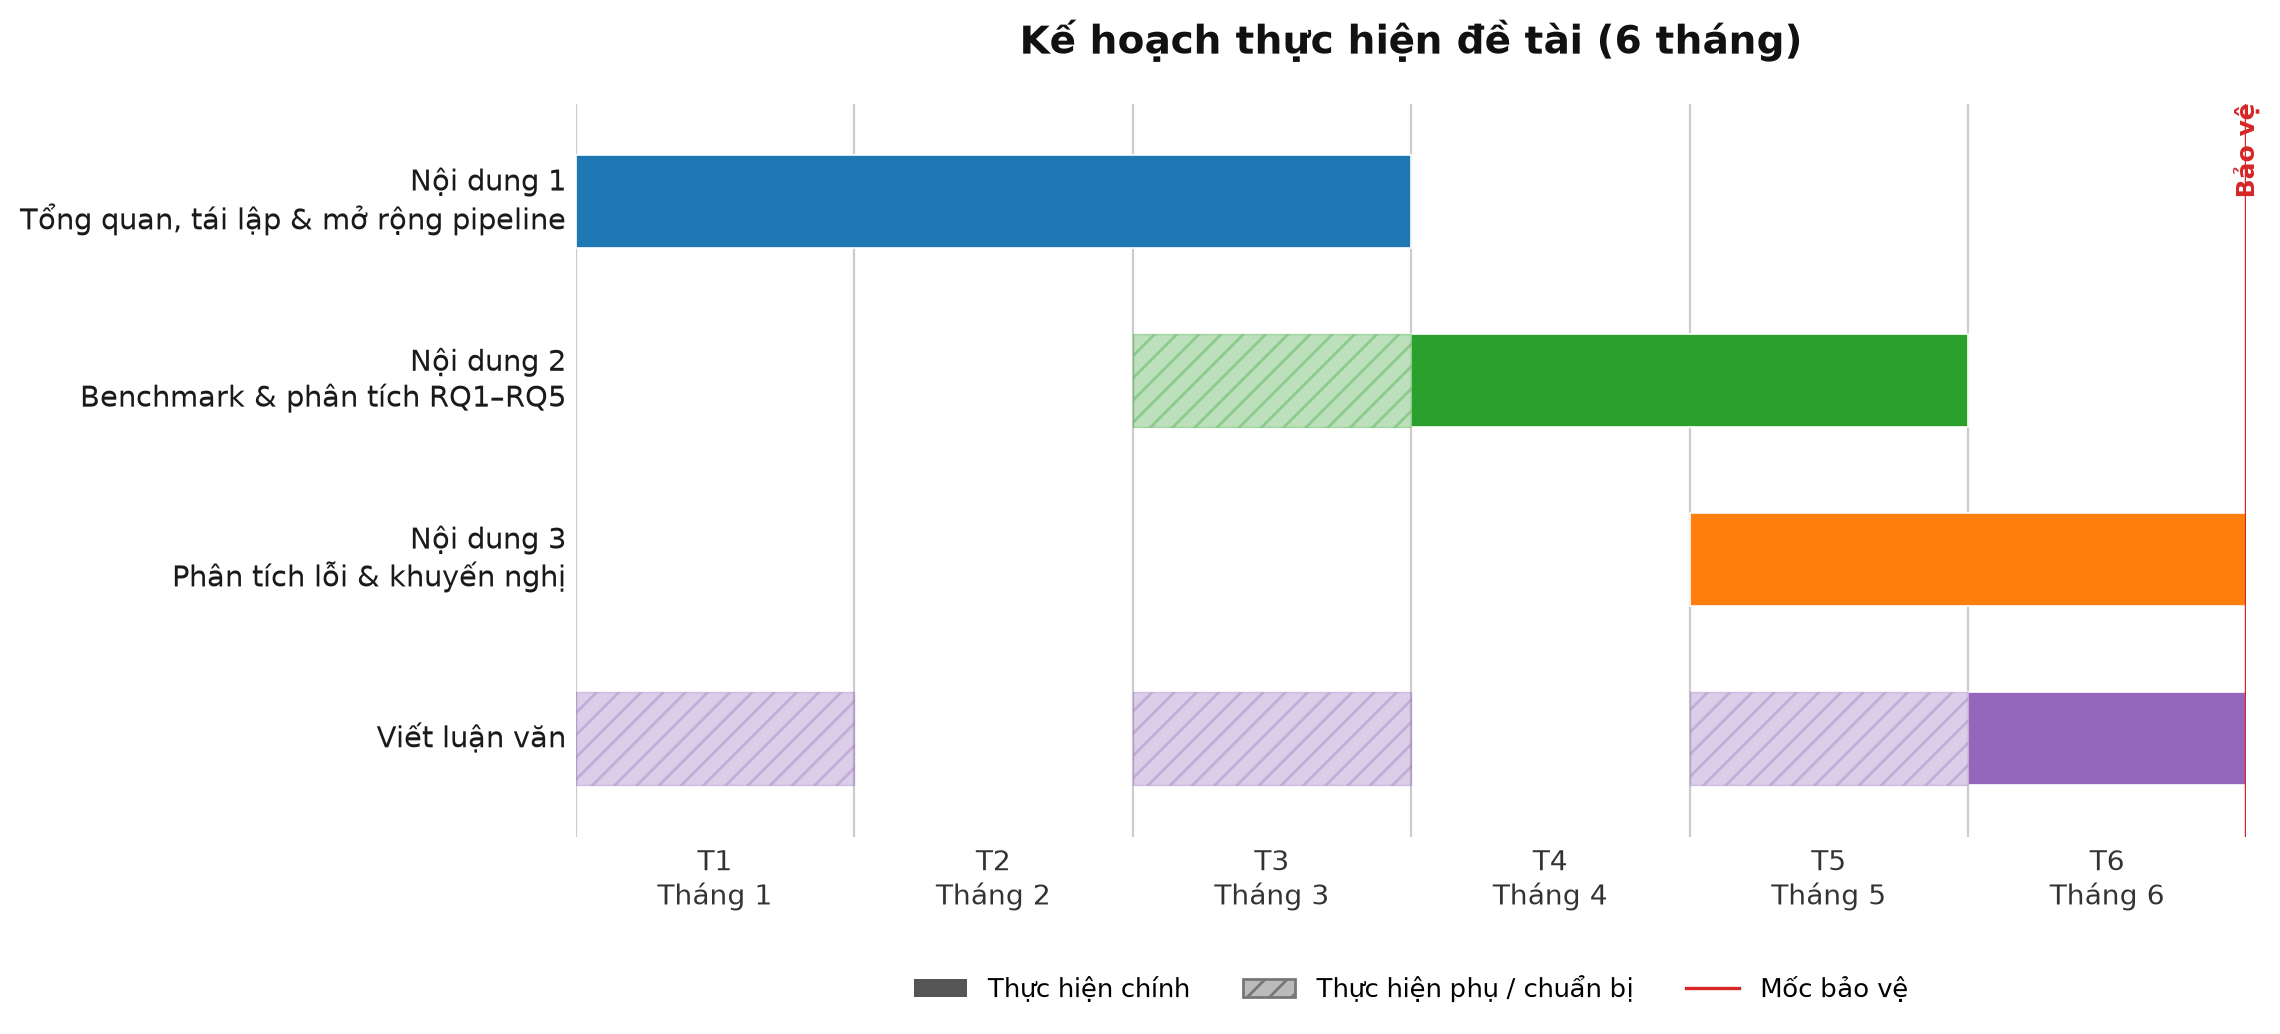 Kế hoạch thực hiện đề tài (6 tháng)
Bảo vệ
Nội dung 1
Tổng quan, tái lập & mở rộng pipeline
Nội dung 2
Benchmark & phân tích RQ1–RQ5
Nội dung 3
Phân tích lỗi & khuyến nghị
Viết luận văn
T1
Tháng 1
T2
Tháng 2
T3
Tháng 3
T4
Tháng 4
T5
Tháng 5
T6
Tháng 6
Thực hiện chính
Thực hiện phụ / chuẩn bị
Mốc bảo vệ